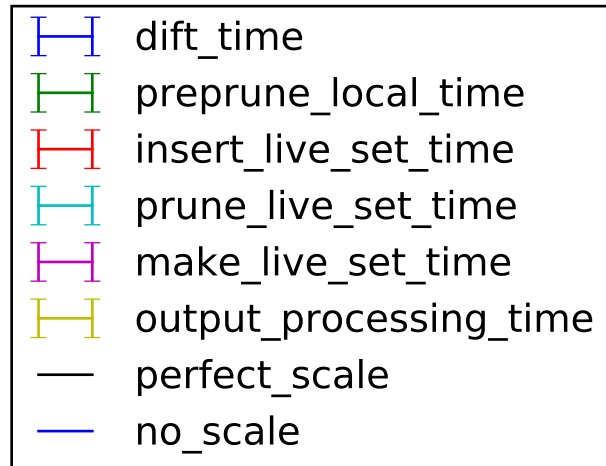 dift_time
preprune_local_time
insert_live_set_time
prune_live_set_time
make_live_set_time
output_processing_time
perfect_scale
no_scale